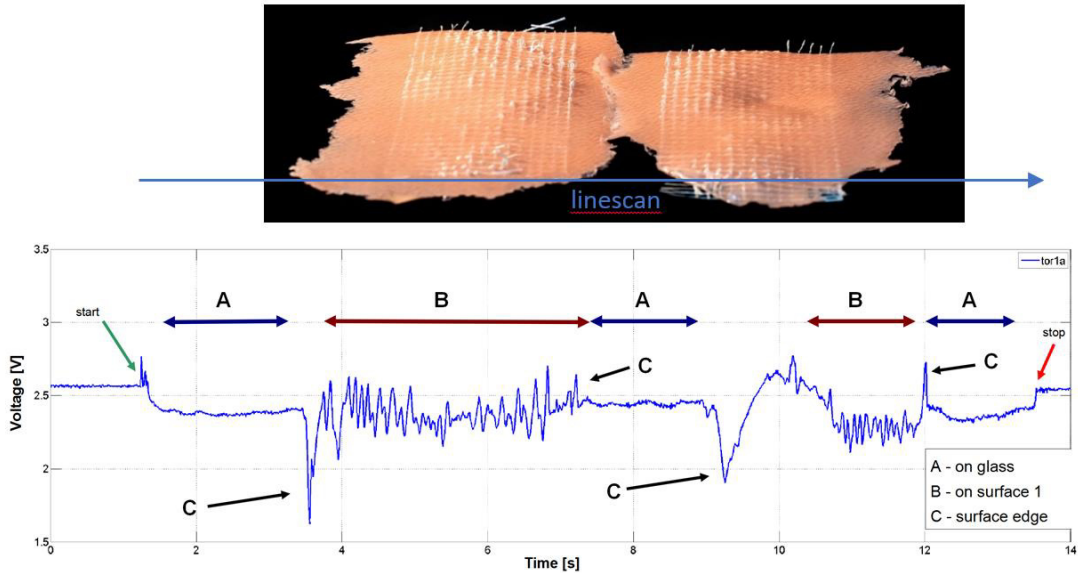 linescan
3.5
tor1a
A
B
A
B
A
start
3
stop
C
C
Voltage [V]
2.5
2
C
C
A - on glass
B - on surface 1
C - surface edge
1.5
0
2
4
6
8
10
12
14
Time [s]